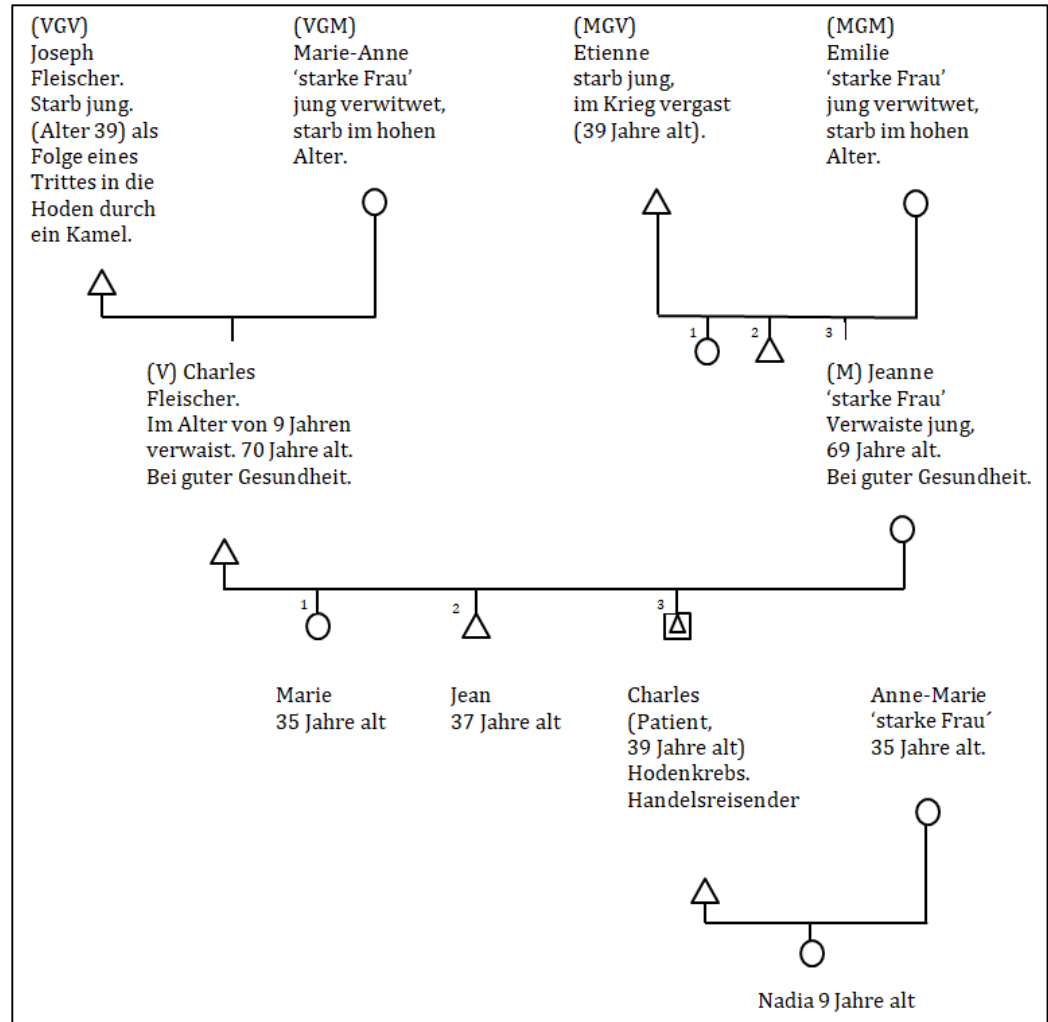 (VGV)
Joseph
Fleischer.
Starb jung.
(Alter 39) als
Folge eines
Trittes in die
Hoden durch
ein Kamel.
(VGM)
Marie-Anne
‘starke Frau’
jung verwitwet,
starb im hohen
Alter.
(MGV)
Etienne
starb jung,
im Krieg vergast
(39 Jahre alt).
(MGM)
Emilie
‘starke Frau’
jung verwitwet,
starb im hohen
Alter.
1
2
3
(V) Charles
Fleischer.
Im Alter von 9 Jahren
verwaist. 70 Jahre alt.
Bei guter Gesundheit.
(M) Jeanne
‘starke Frau’
Verwaiste jung,
69 Jahre alt.
Bei guter Gesundheit.
1
2
3
Marie
35 Jahre alt
Jean
37 Jahre alt
Charles
(Patient,
39 Jahre alt)
Hodenkrebs.
Handelsreisender
Anne-Marie
‘starke Frau´
35 Jahre alt.
Nadia 9 Jahre alt